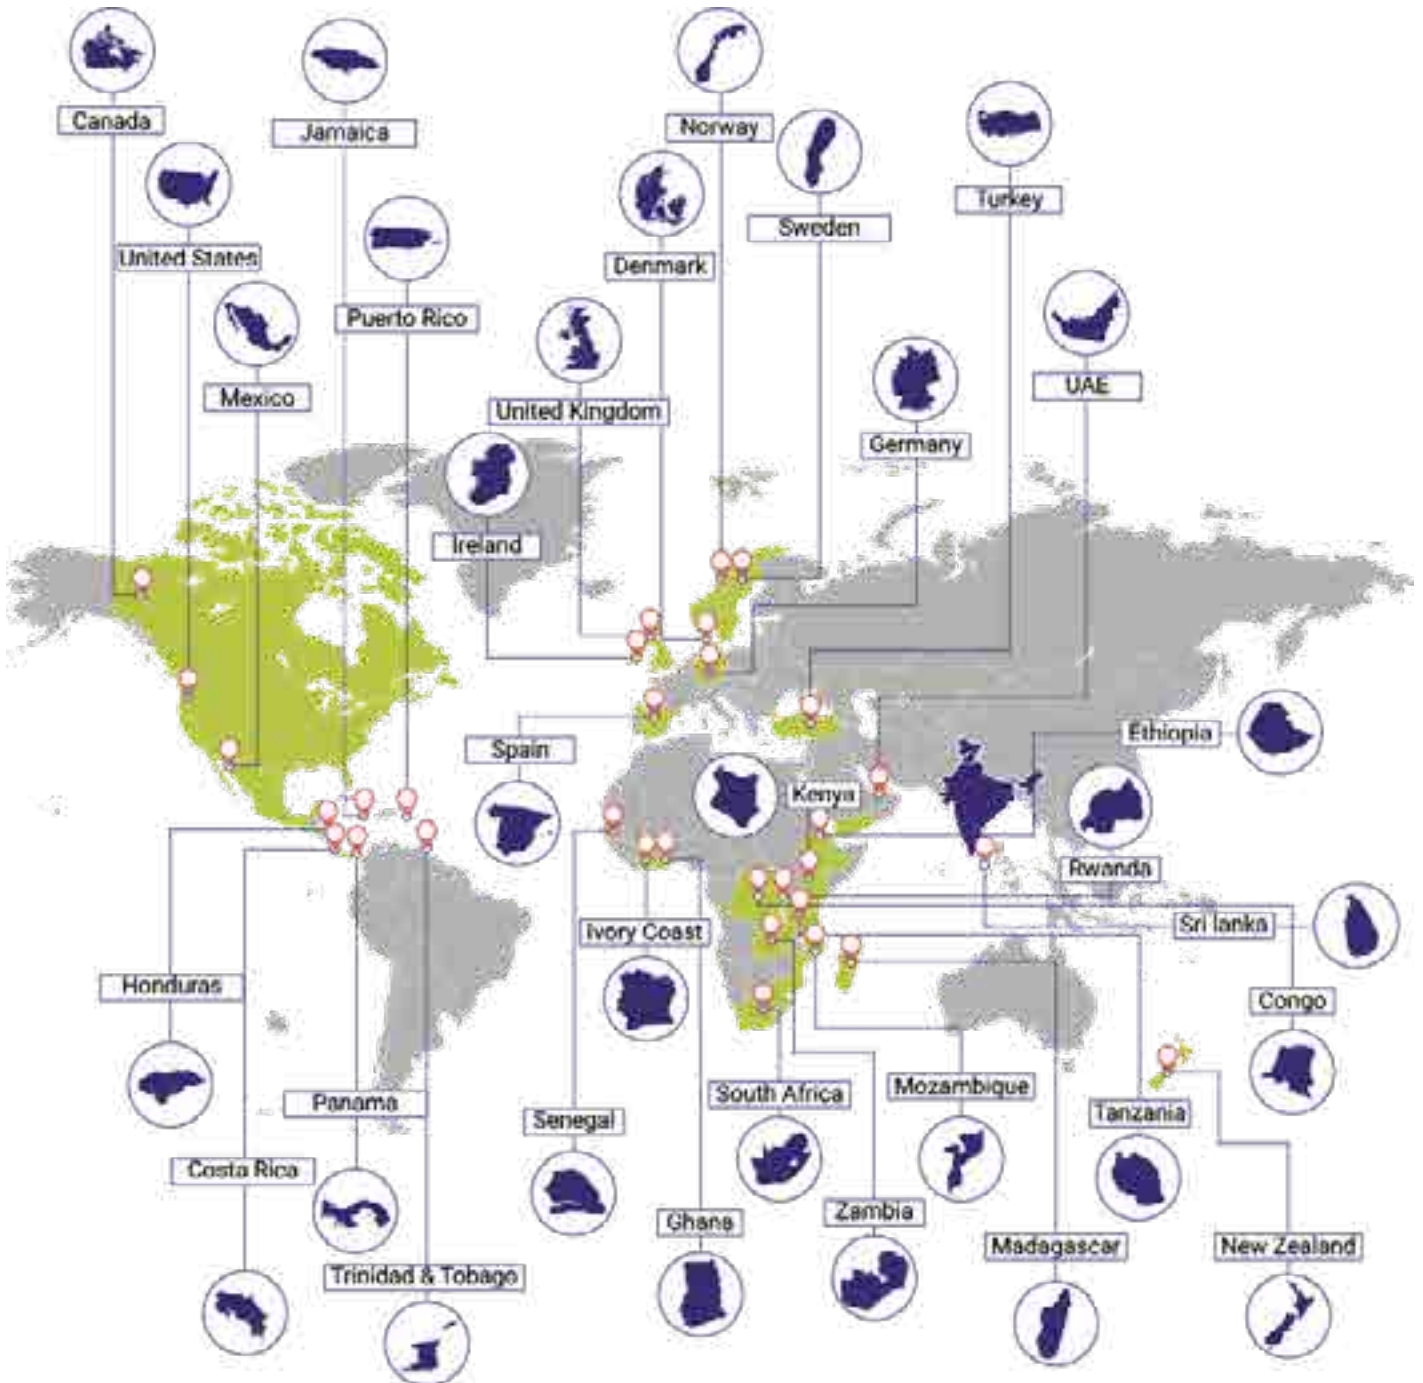 Canada
Jamaica
Norway
Turkey
Sweden
United States
Denmark
Puerto Rico
UAE
Mexico
United Kingdom
Germany
Ireland
Ethiopia
Spain
Kenya
Rwanda
Sri lanka
Ivory Coast
Honduras
Congo
Mozambique
South Africa
Panama
Tanzania
Senegal
Costa Rica
Zambia
Ghana
Madagascar
New Zealand
Trinidad & Tobago